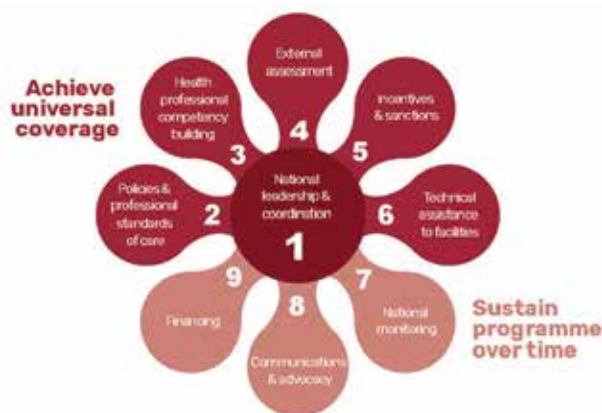 Achieve
universal
coverage
National
leadership &
coordination
1
Policies &
professional
standards
of care
2
Health
professional
competency
building
3
External
assessment
4
Incentives
& sanctions
5
Technical
assistance
to facilities
6
National
monitoring
7
Communications
& advocacy
8
Financing
9
Sustain
programme
over time